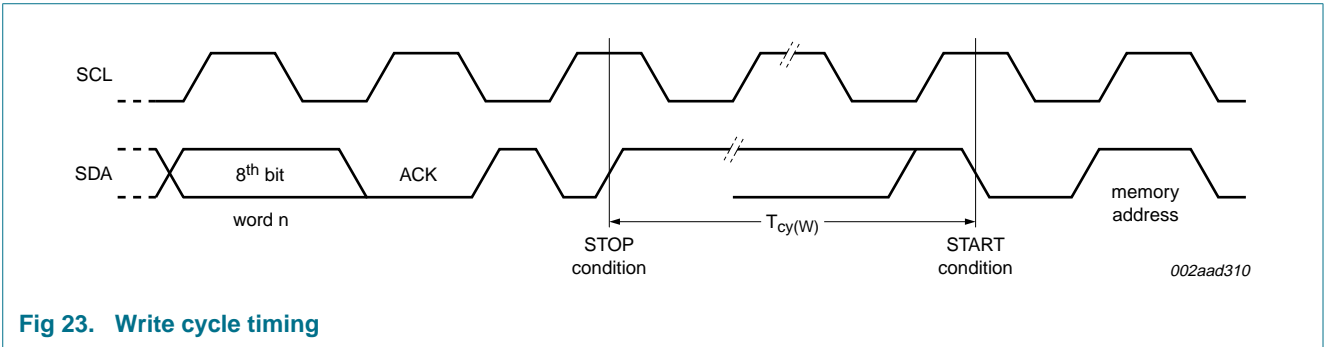 SCL
SDA
8th bit
ACK
word n
memory
address
Tcy(W)
STOP
condition
START
condition
002aad310
Fig 23. Write cycle timing